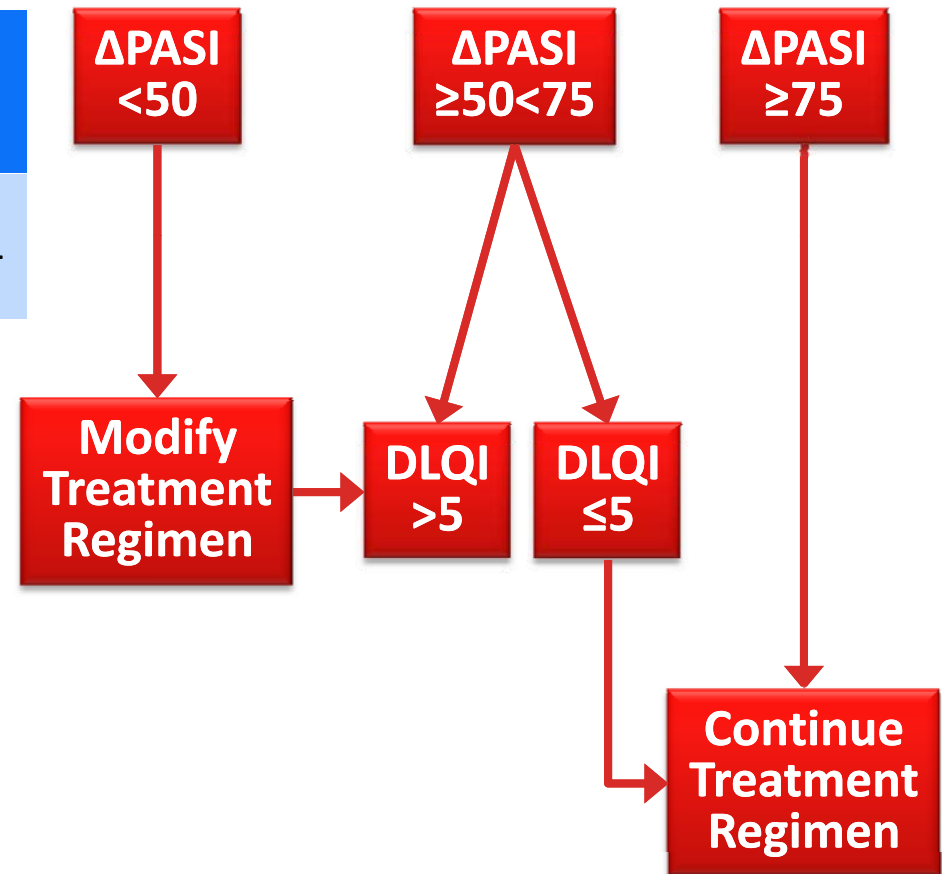 ΔPASI
<50
ΔPASI
≥50<75
ΔPASI
≥75
Modify
Treatment
Regimen
DLQI
>5
DLQI
≤5
Continue
Treatment
Regimen